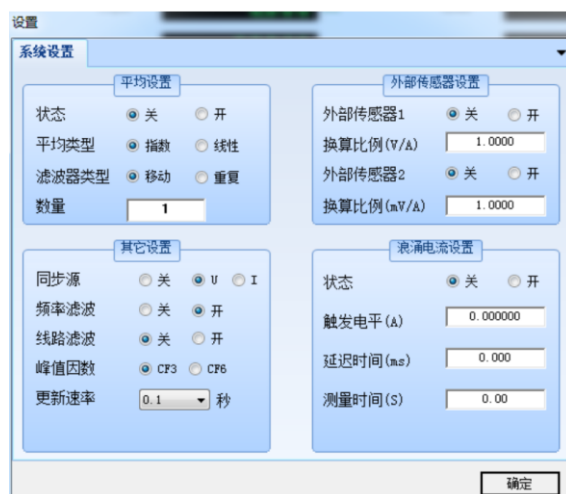 设置
系统设置
平均设置
状态 关 开
平均类型 指数 线性
滤波器类型 移动 重复
数量 1
外部传感器设置
外部传感器1 关 开
换算比例(V/A) 1.0000
外部传感器2 关 开
换算比例(mV/A) 1.0000
其它设置
同步源 关 U I
频率滤波 关 开
线路滤波 关 开
峰值因数 CF3 CF6
更新速率 0.1 秒
浪涌电流设置
状态 关 开
触发电平(A) 0.000000
延迟时间(ms) 0.000
测量时间(S) 0.00
确定